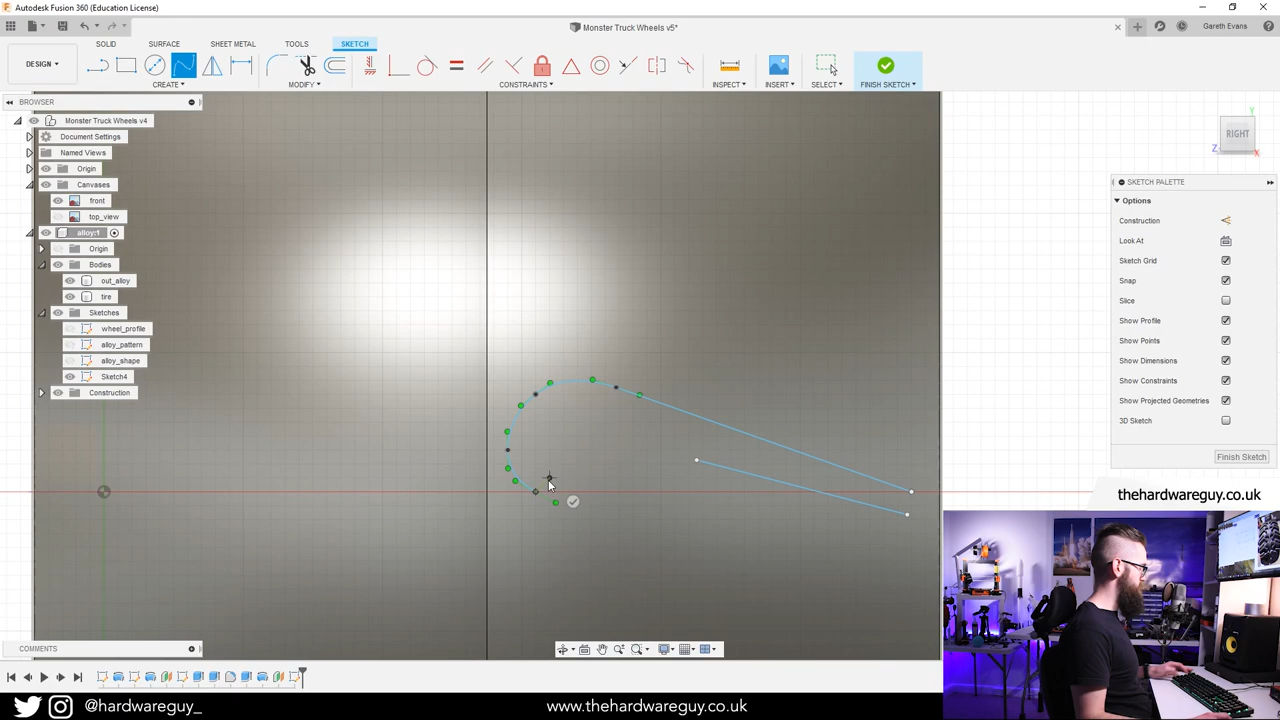 Autodesk Fusion 360 (Education License)
Monster Truck Wheels v5*
Gareth Evans
DESIGN
SOLID
SURFACE
SHEET METAL
TOOLS
SKETCH
CREATE
MODIFY
CONSTRAINTS
INSPECT
INSERT
SELECT
FINISH SKETCH
BROWSER
Monster Truck Wheels v4
Document Settings
Named Views
Origin
Canvases
front
top_view
alloy:1
Origin
Bodies
out_alloy
tire
Sketches
wheel_profile
alloy_pattern
alloy_shape
Sketch4
Construction
Y
RIGHT
Z
X
SKETCH PALETTE
Options
Construction
Look At
Sketch Grid
Snap
Slice
Show Profile
Show Points
Show Dimensions
Show Constraints
Show Projected Geometries
3D Sketch
Finish Sketch
thehardwareguy.co.uk
COMMENTS
@hardwareguy_
www.thehardwareguy.co.uk